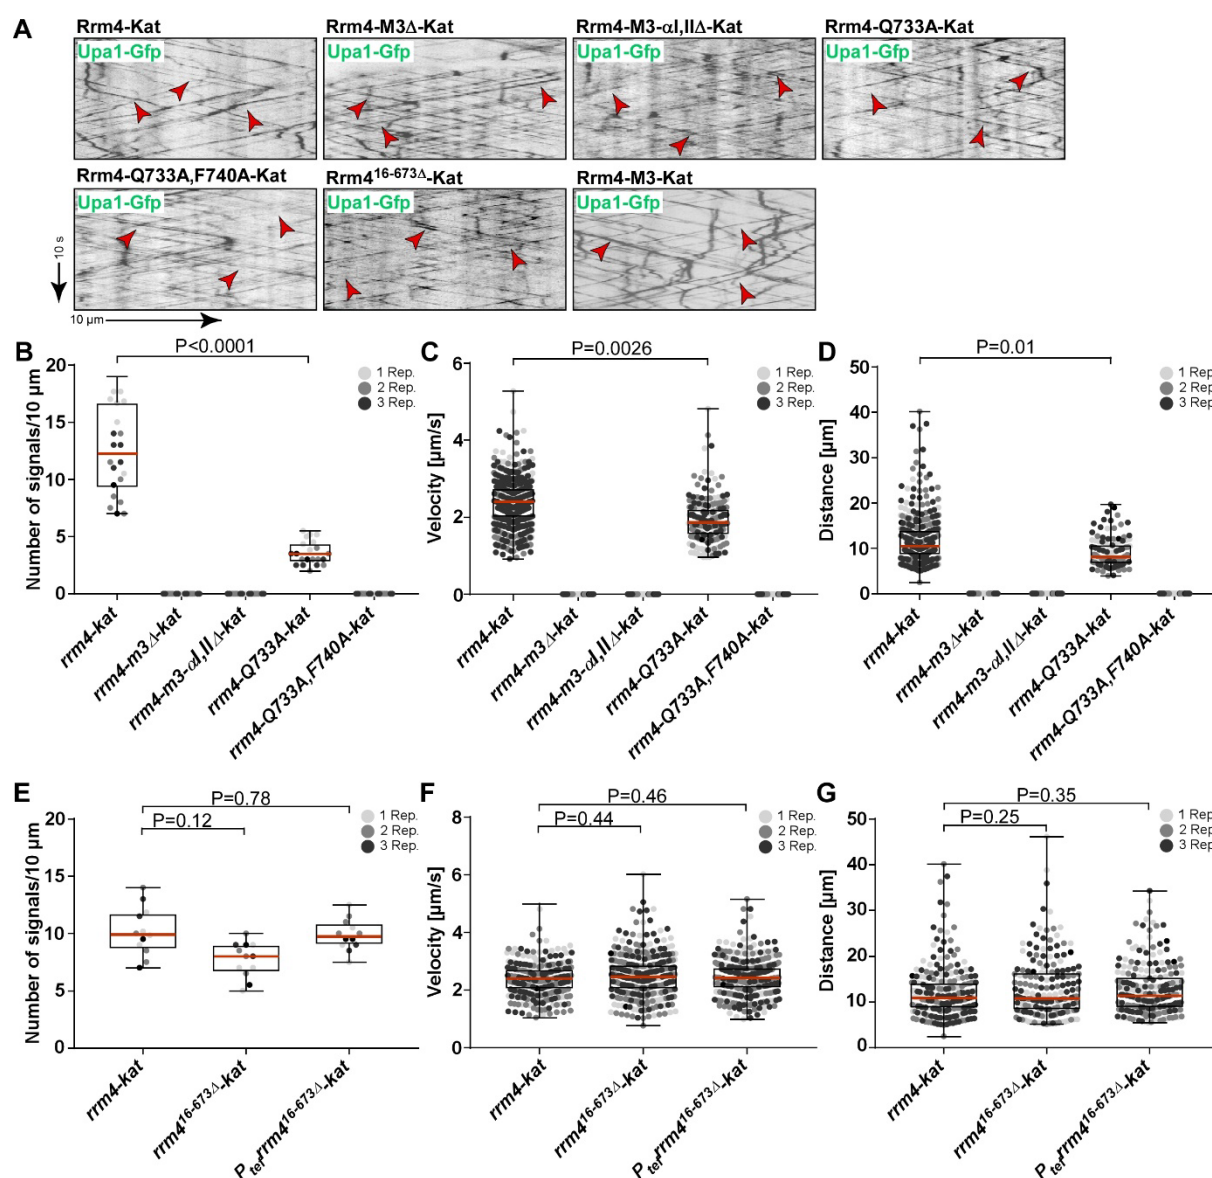 A
Rrm4-Kat
Rrm4-M3Δ-Kat
Rrm4-M3-αI,IIΔ-Kat
Rrm4-Q733A-Kat
Upa1-Gfp
Upa1-Gfp
Upa1-Gfp
Upa1-Gfp
Rrm4-Q733A,F740A-Kat
Rrm4^16-673Δ-Kat
Rrm4-M3-Kat
Upa1-Gfp
Upa1-Gfp
Upa1-Gfp
10 s
10 µm
B
P<0.0001
Number of signals/10 µm
20
15
10
5
0
1 Rep.
2 Rep.
3 Rep.
rrm4-kat
rrm4-m3Δ-kat
rrm4-m3-αI,IIΔ-kat
rrm4-Q733A-kat
rrm4-Q733A,F740A-kat
C
P=0.0026
Velocity [µm/s]
6
4
2
0
1 Rep.
2 Rep.
3 Rep.
rrm4-kat
rrm4-m3Δ-kat
rrm4-m3-αI,IIΔ-kat
rrm4-Q733A-kat
rrm4-Q733A,F740A-kat
D
P=0.01
Distance [µm]
50
40
30
20
10
0
1 Rep.
2 Rep.
3 Rep.
rrm4-kat
rrm4-m3Δ-kat
rrm4-m3-αI,IIΔ-kat
rrm4-Q733A-kat
rrm4-Q733A,F740A-kat
E
P=0.78
P=0.12
Number of signals/10 µm
20
15
10
5
0
1 Rep.
2 Rep.
3 Rep.
rrm4-kat
rrm4^16-673Δ-kat
P_tef rrm4^16-673Δ-kat
F
P=0.46
P=0.44
Velocity [µm/s]
8
6
4
2
0
1 Rep.
2 Rep.
3 Rep.
rrm4-kat
rrm4^16-673Δ-kat
P_tef rrm4^16-673Δ-kat
G
P=0.35
P=0.25
Distance [µm]
50
40
30
20
10
0
1 Rep.
2 Rep.
3 Rep.
rrm4-kat
rrm4^16-673Δ-kat
P_tef rrm4^16-673Δ-kat